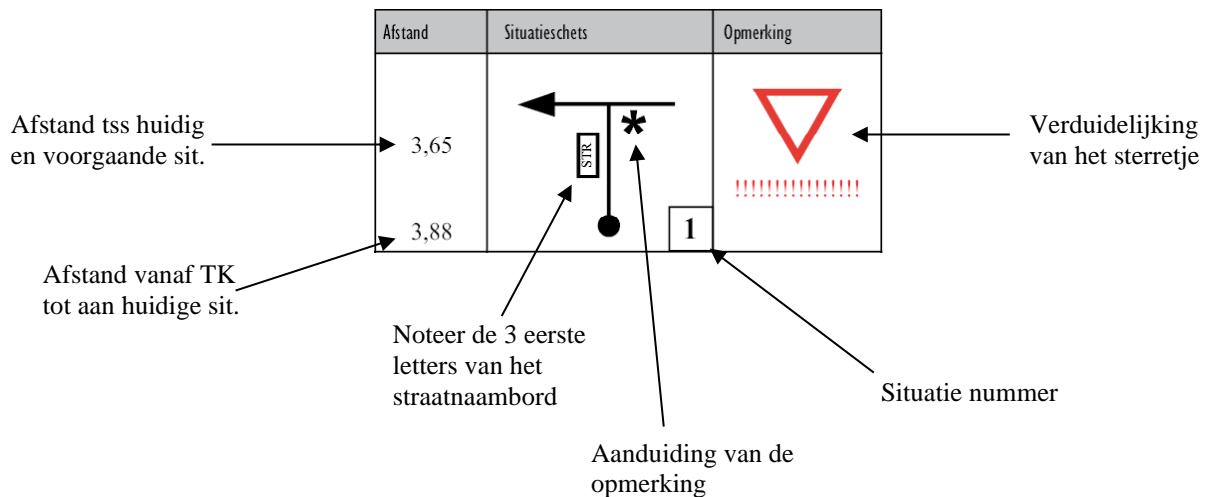 Afstand Situatieschets Opmerking
Afstand tss huidig
en voorgaande sit.
3,65
STR
*
!!!!!!!!!!!!!!!!
Verduidelijking
van het sterretje
3,88
1
Afstand vanaf TK
tot aan huidige sit.
Noteer de 3 eerste
letters van het
straatnaambord
Situatie nummer
Aanduiding van de
opmerking